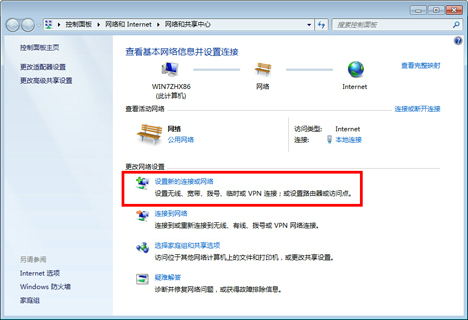 控制面板 ▸ 网络和 Internet ▸ 网络和共享中心
搜索控制面板
控制面板主页
更改适配器设置
更改高级共享设置
查看基本网络信息并设置连接
查看完整映射
WIN7ZHX86
(此计算机)
网络
Internet
查看活动网络
连接或断开连接
网络
公用网络
访问类型:
Internet
连接:
本地连接
更改网络设置
设置新的连接或网络
设置无线、宽带、拨号、临时或 VPN 连接；或设置路由器或访问点。
连接到网络
连接到或重新连接到无线、有线、拨号或 VPN 网络连接。
选择家庭组和共享选项
访问位于其他网络计算机上的文件和打印机，或更改共享设置。
疑难解答
诊断并修复网络问题，或获得故障排除信息。
另请参阅
Internet 选项
Windows 防火墙
家庭组